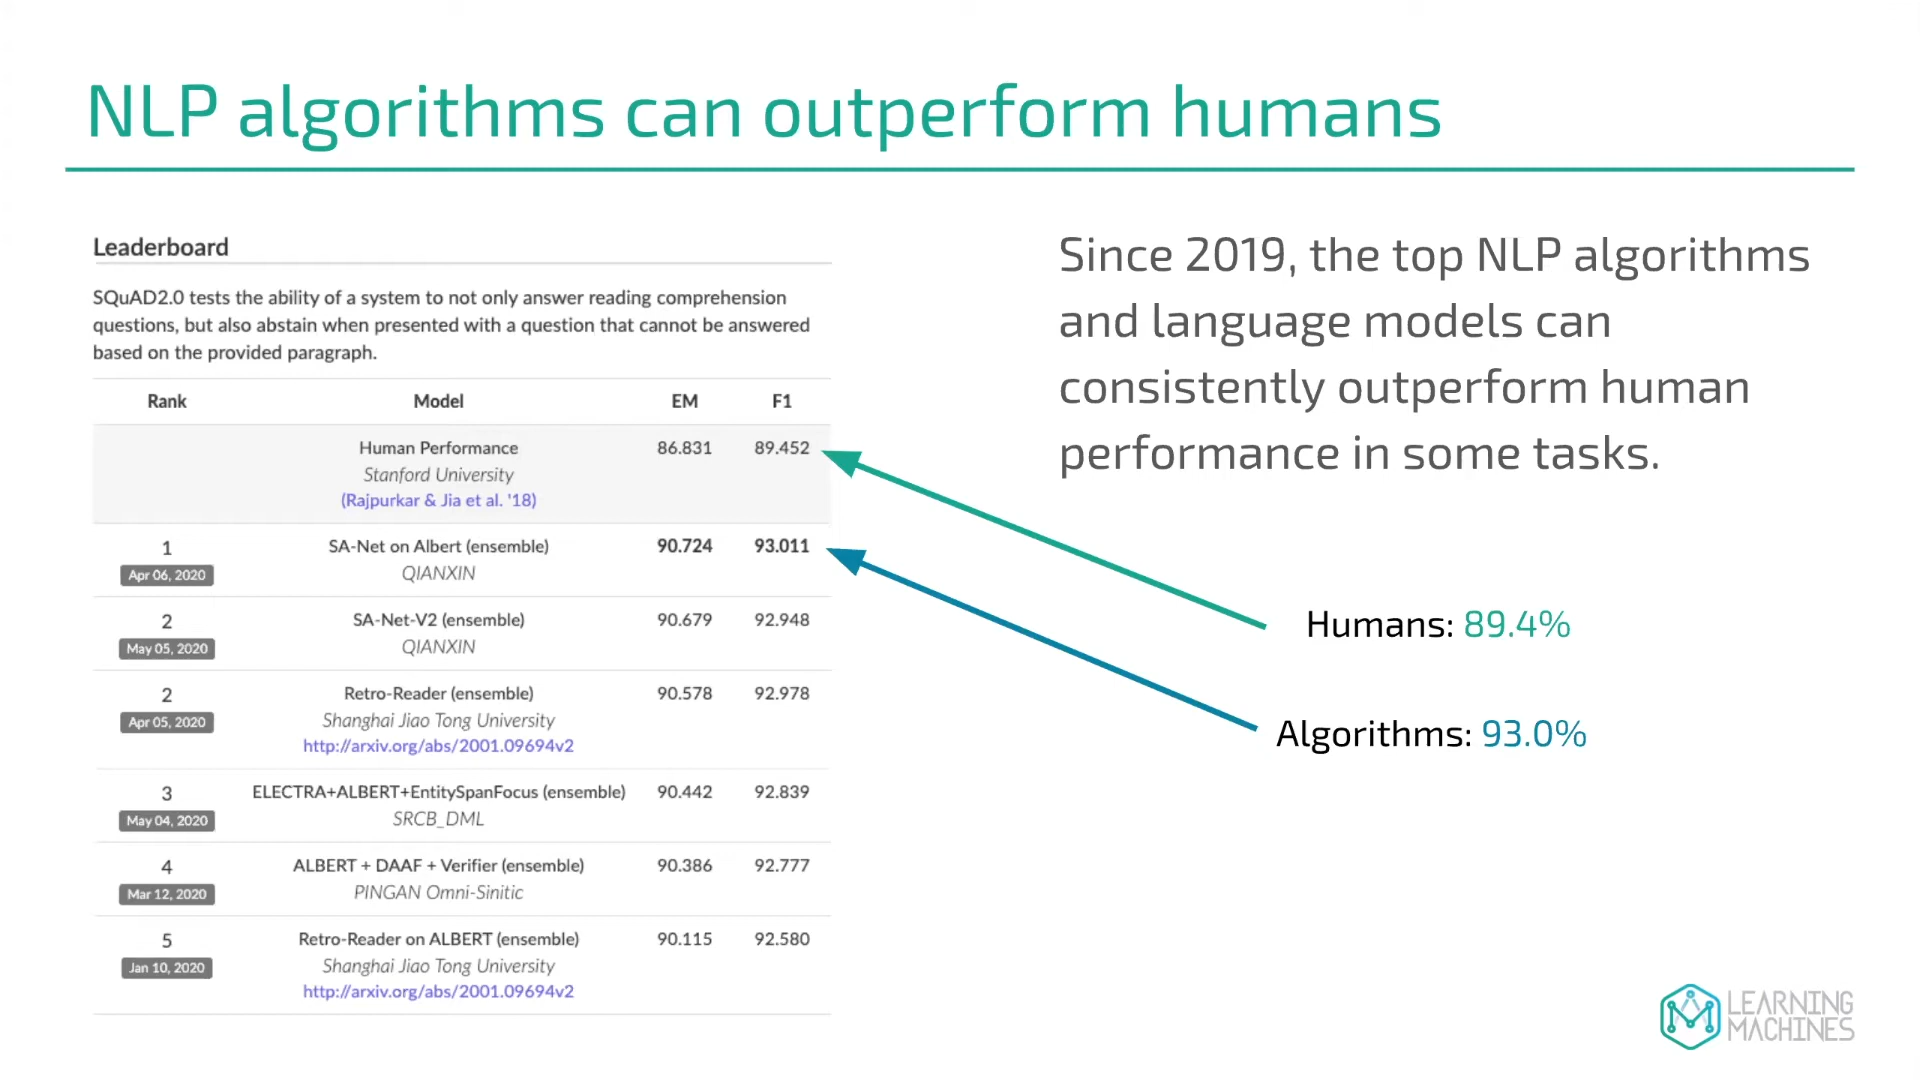 NLP algorithms can outperform humans
Leaderboard
SQuAD2.0 tests the ability of a system to not only answer reading comprehension
questions, but also abstain when presented with a question that cannot be answered
based on the provided paragraph.
Rank Model EM F1
Human Performance 86.831 89.452
Stanford University
(Rajpurkar & Jia et al. '18)
1 SA-Net on Albert (ensemble) 90.724 93.011
Apr 06, 2020 QIANXIN
2 SA-Net-V2 (ensemble) 90.679 92.948
May 05, 2020 QIANXIN
2 Retro-Reader (ensemble) 90.578 92.978
Apr 05, 2020 Shanghai Jiao Tong University
http://arxiv.org/abs/2001.09694v2
3 ELECTRA+ALBERT+EntitySpanFocus (ensemble) 90.442 92.839
May 04, 2020 SRCB_DML
4 ALBERT + DAAF + Verifier (ensemble) 90.386 92.777
Mar 12, 2020 PINGAN Omni-Sinitic
5 Retro-Reader on ALBERT (ensemble) 90.115 92.580
Jan 10, 2020 Shanghai Jiao Tong University
http://arxiv.org/abs/2001.09694v2
Since 2019, the top NLP algorithms
and language models can
consistently outperform human
performance in some tasks.
Humans: 89.4%
Algorithms: 93.0%
LEARNING
MACHINES